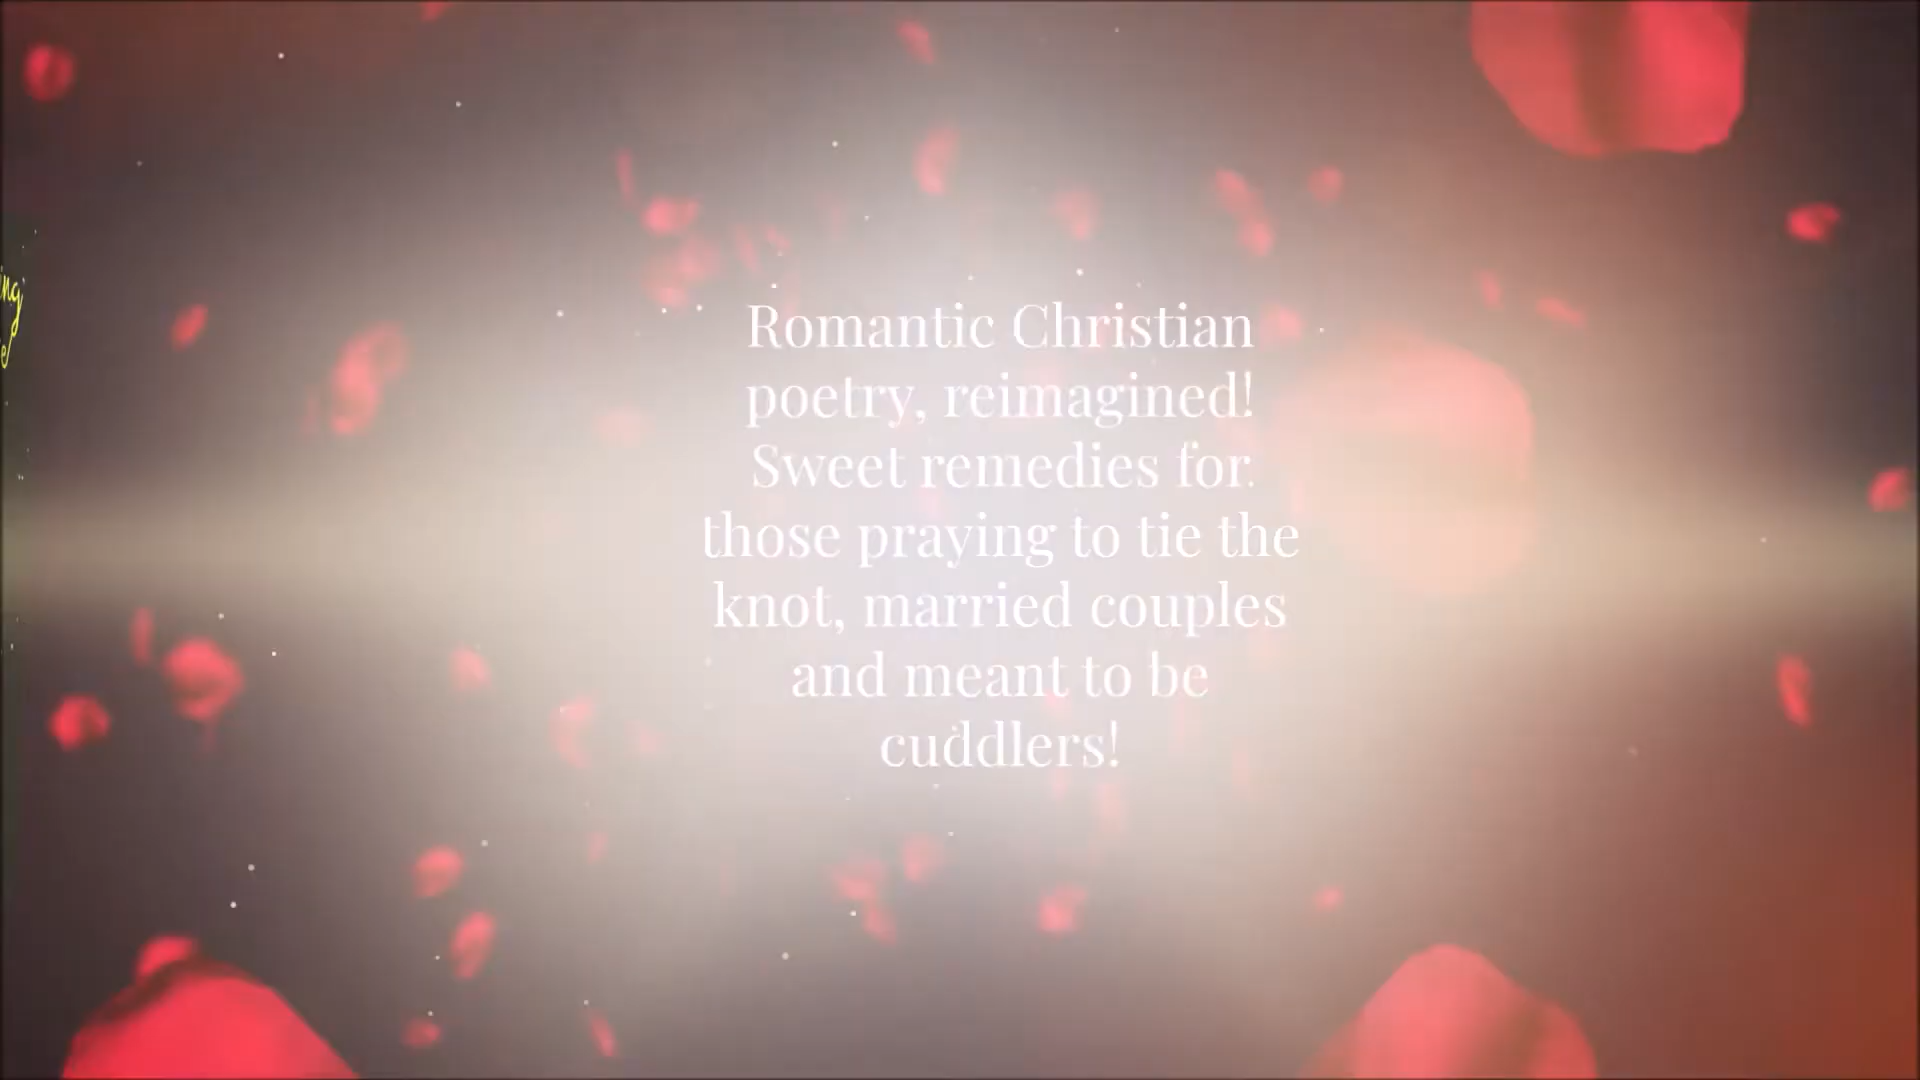 Romantic Christian
poetry, reimagined!
Sweet remedies for
those praying to tie the
knot, married couples
and meant to be
cuddlers!